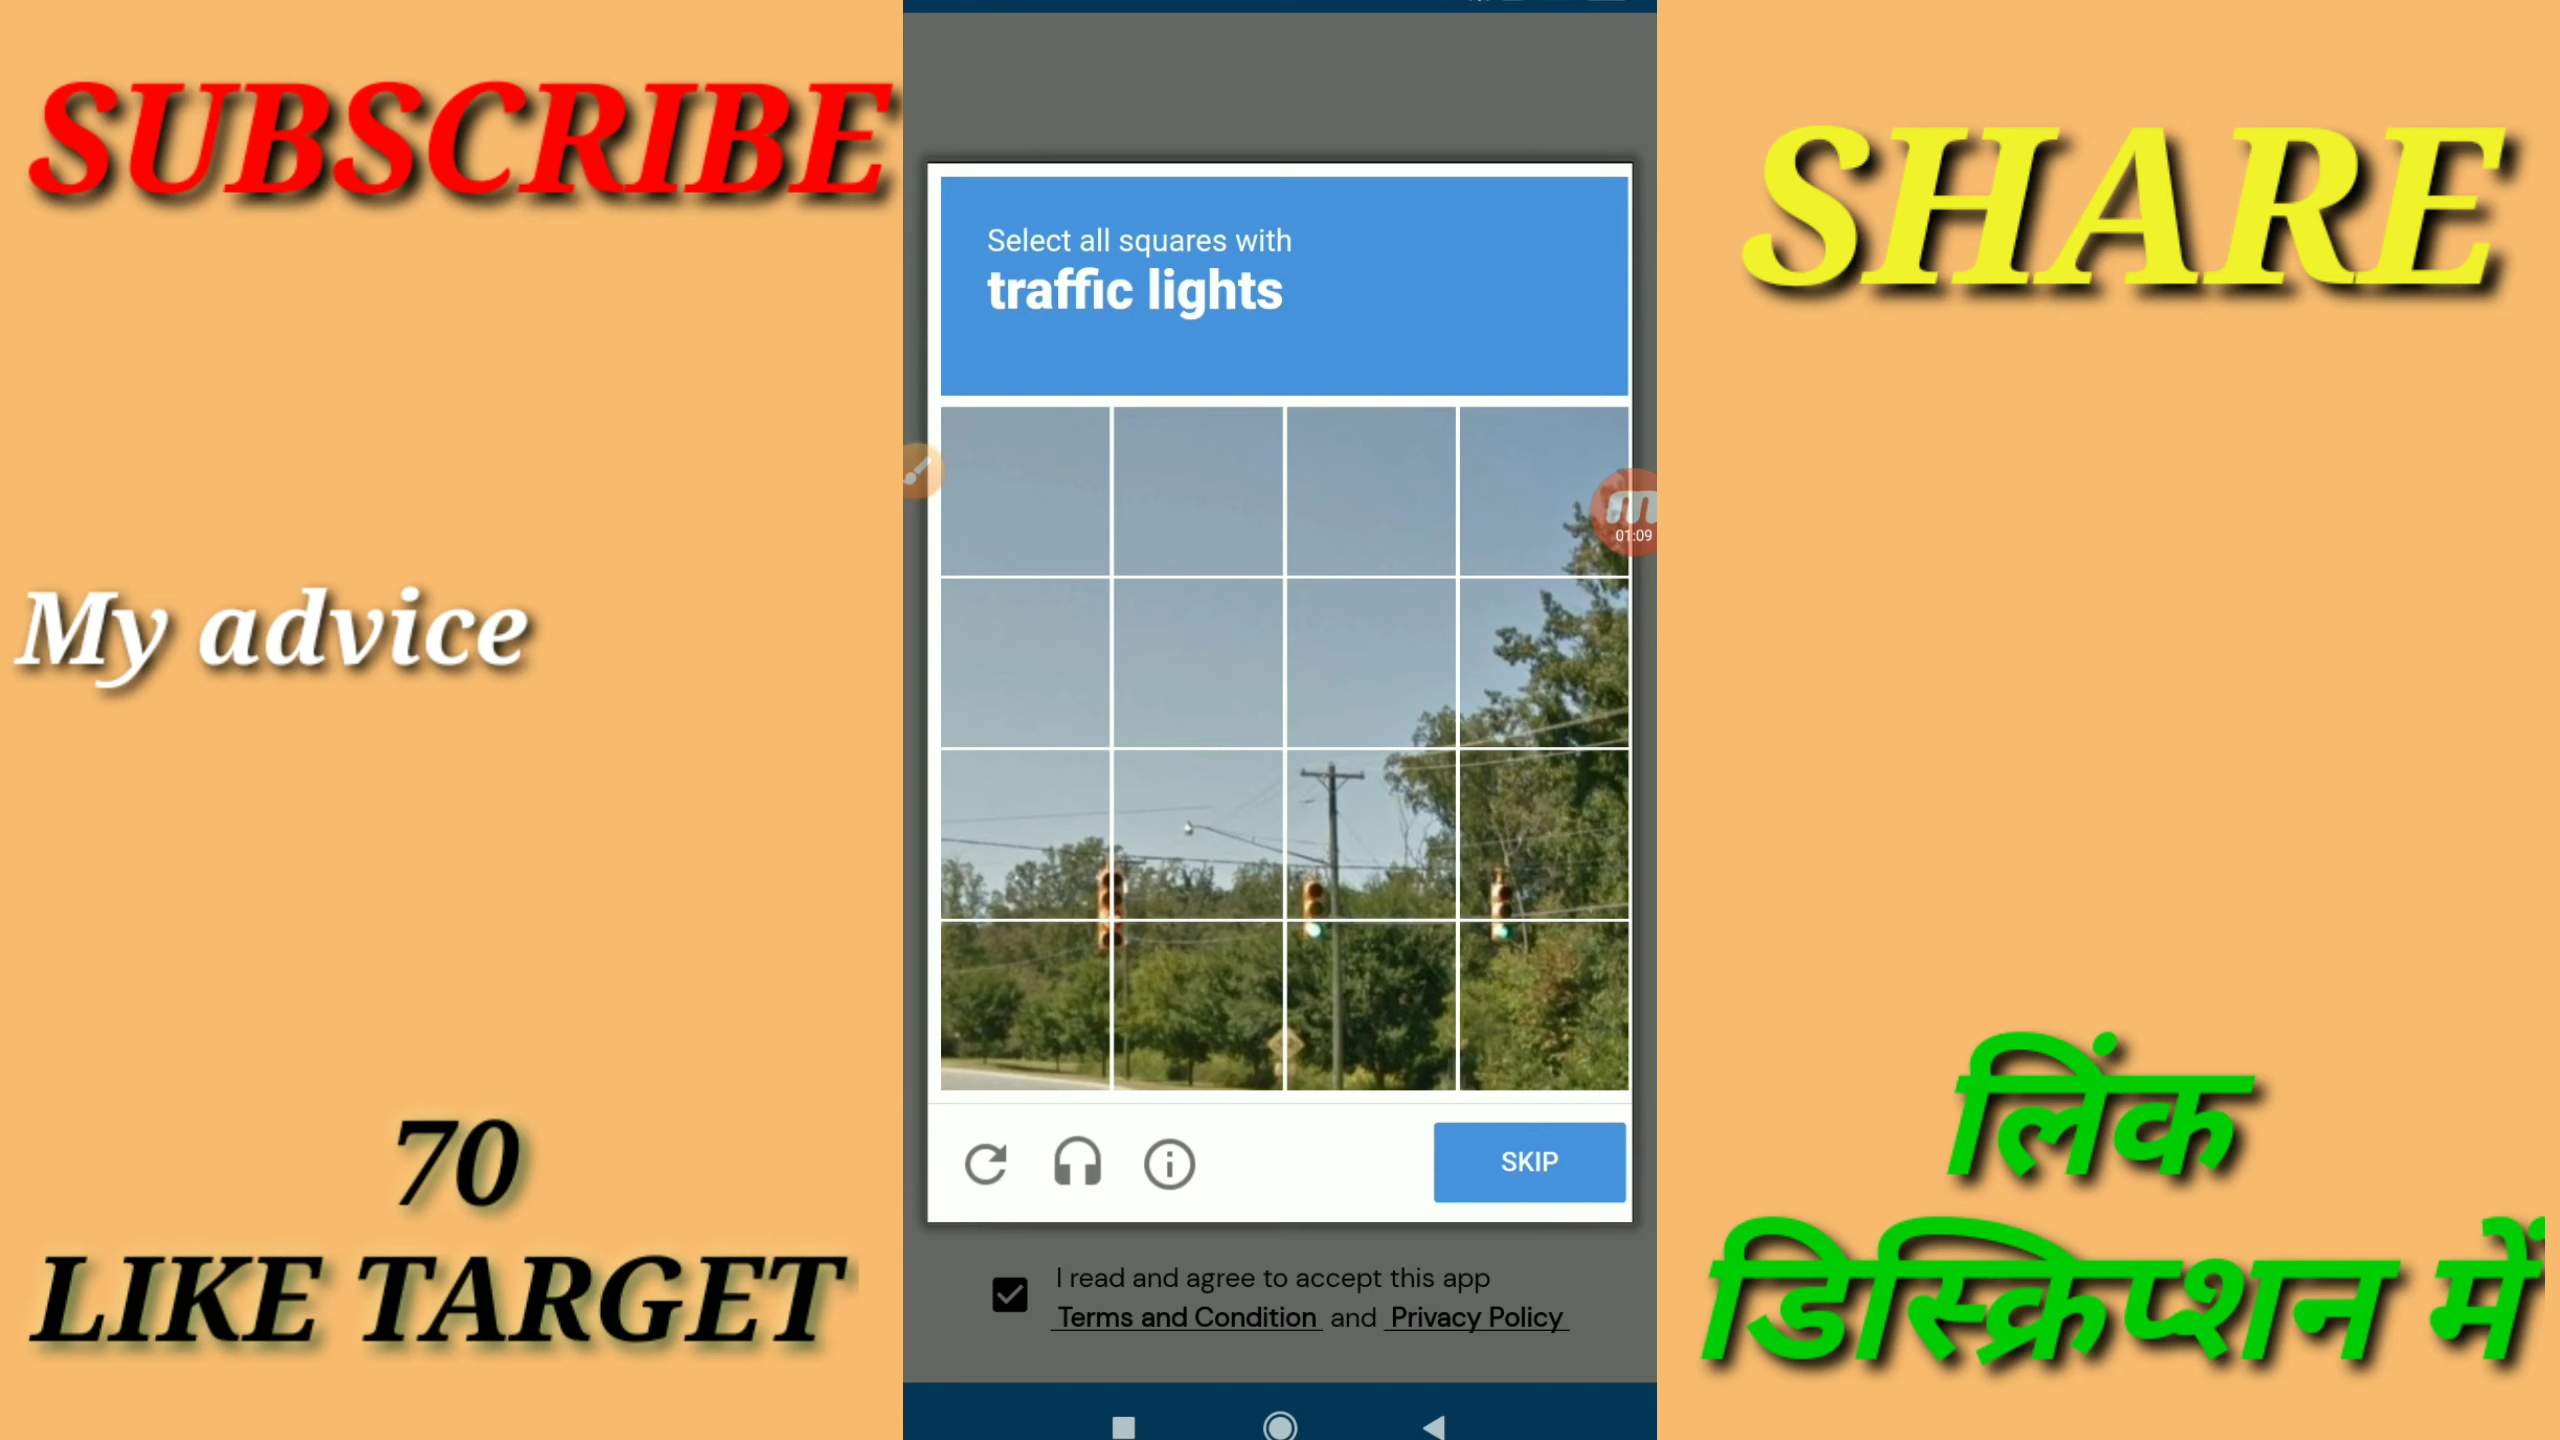 SUBSCRIBE
SHARE
Select all squares with
traffic lights
01:09
My advice
70
LIKE TARGET
SKIP
लिंक
डिस्क्रिप्शन में
I read and agree to accept this app
Terms and Condition and Privacy Policy